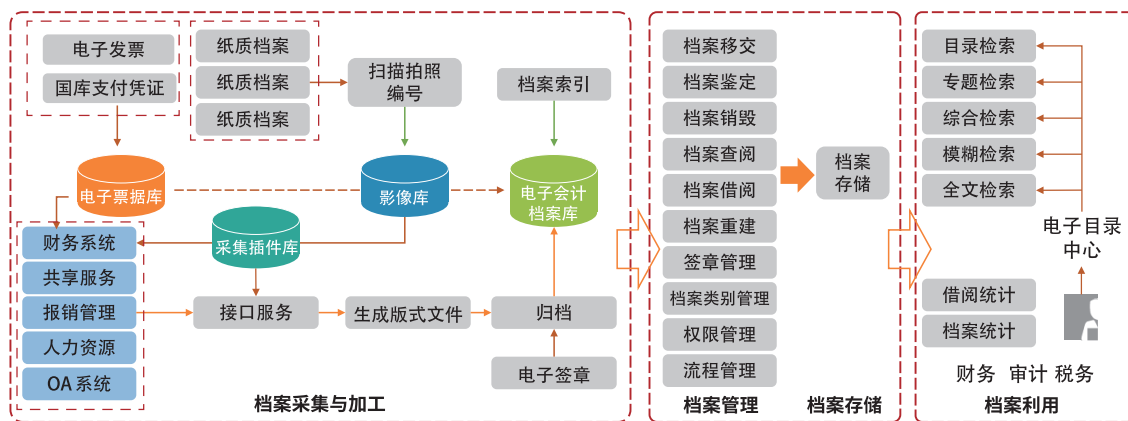 电子发票
国库支付凭证
纸质档案
纸质档案
纸质档案
扫描拍照
编号
档案索引
电子票据库
影像库
电子会计
档案库
采集插件库
财务系统
共享服务
报销管理
人力资源
OA系统
接口服务
生成版式文件
归档
电子签章
档案采集与加工
档案移交
档案鉴定
档案销毁
档案查阅
档案借阅
档案重建
签章管理
档案类别管理
权限管理
流程管理
档案
存储
档案管理
档案存储
目录检索
专题检索
综合检索
模糊检索
全文检索
电子目录
中心
借阅统计
档案统计
财务 审计 税务
档案利用